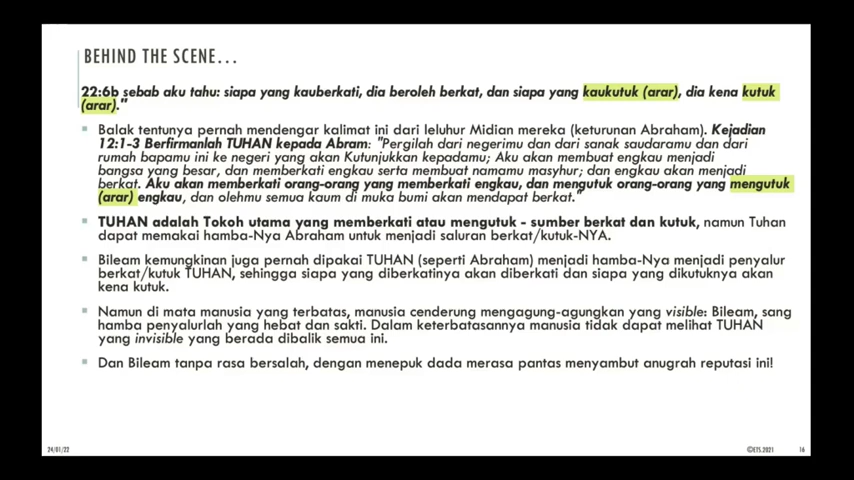 BEHIND THE SCENE...
22:6b sebab aku tahu: siapa yang kauberkati, dia beroleh berkat, dan siapa yang kaukutuk (arar), dia kena kutuk
(arar)."
Balak tentunya pernah mendengar kalimat ini dari leluhur Midian mereka (keturunan Abraham). Kejadian
12:1-3 Berfirmanlah TUHAN kepada Abram: "Pergilah dari negerimu dan dari sanak saudaramu dan dari
rumah bapamu ini ke negeri yang akan Kutunjukkan kepadamu; Aku akan membuat engkau menjadi
bangsa yang besar, dan memberkati engkau serta membuat namamu masyhur; dan engkau akan menjadi
berkat. Aku akan memberkati orang-orang yang memberkati engkau, dan mengutuk orang-orang yang mengutuk
(arar) engkau, dan olehmu semua kaum di muka bumi akan mendapat berkat."
TUHAN adalah Tokoh utama yang memberkati atau mengutuk - sumber berkat dan kutuk, namun Tuhan
dapat memakai hamba-Nya Abraham untuk menjadi saluran berkat/kutuk-NYA.
Bileam kemungkinan juga pernah dipakai TUHAN (seperti Abraham) menjadi hamba-Nya menjadi penyalur
berkat/kutuk TUHAN, sehingga siapa yang diberkatinya akan diberkati dan siapa yang dikutuknya akan
kena kutuk.
Namun di mata manusia yang terbatas, manusia cenderung mengagung-agungkan yang visible: Bileam, sang
hamba penyalurlah yang hebat dan sakti. Dalam keterbatasannya manusia tidak dapat melihat TUHAN
yang invisible yang berada dibalik semua ini.
Dan Bileam tanpa rasa bersalah, dengan menepuk dada merasa pantas menyambut anugrah reputasi ini!
24/01/22
©ETS.2021
16